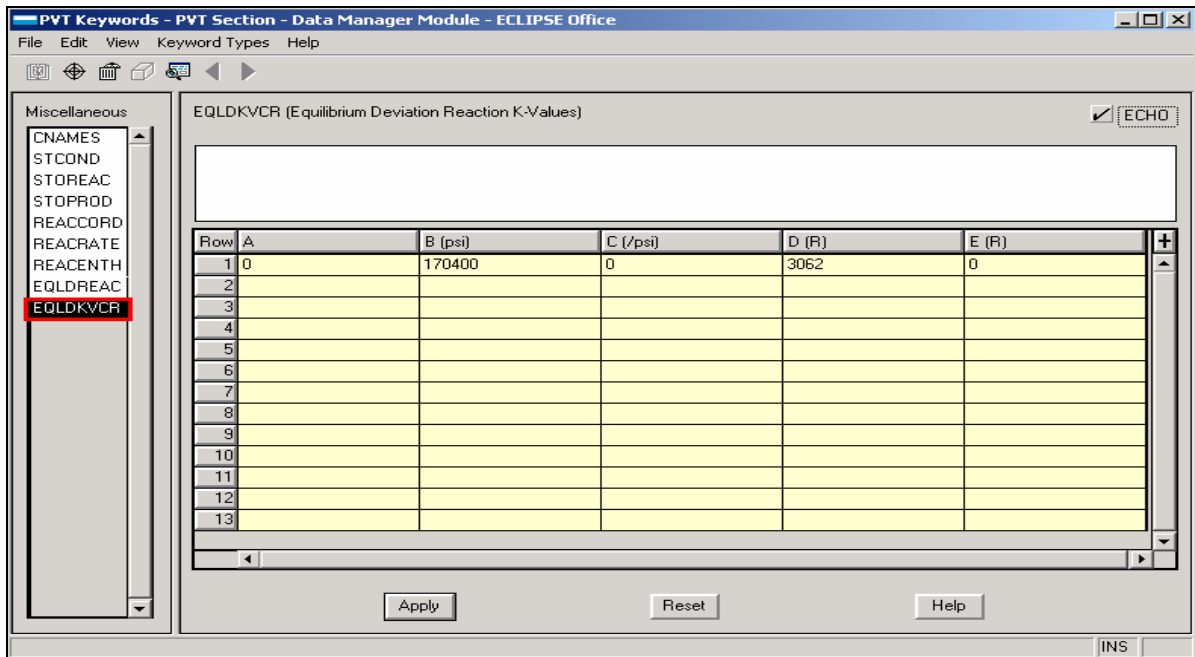 PVT Keywords - PVT Section - Data Manager Module - ECLIPSE Office
File Edit View Keyword Types Help
Miscellaneous
CNAMES
STCOND
STOREAC
STOPROD
REACCORD
REACRATE
REACENTH
EQLDREAC
EQLDKVCR
EQLDKVCR (Equilibrium Deviation Reaction K-Values)
ECHO
Row A B (psi) C (/psi) D (R) E (R) +
1 0 170400 0 3062 0
2
3
4
5
6
7
8
9
10
11
12
13
Apply Reset Help
INS